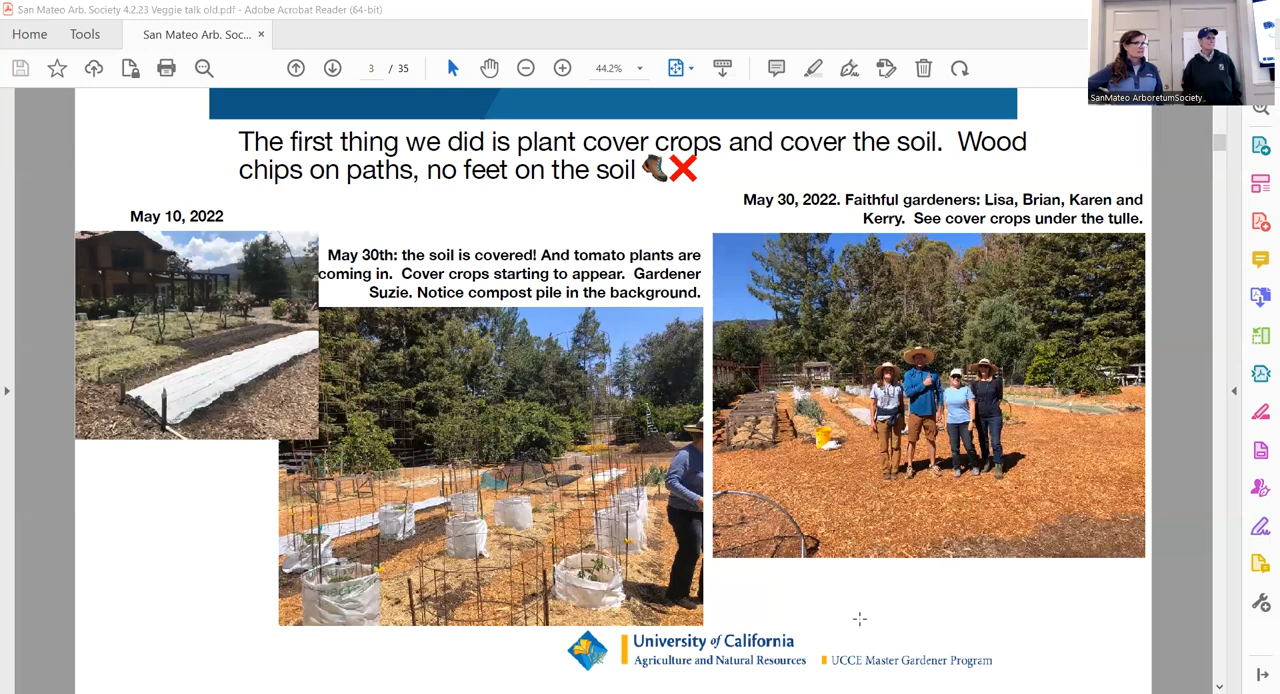 San Mateo Arb. Society 4.2.23 Veggie talk old.pdf - Adobe Acrobat Reader (64-bit)
Home
Tools
San Mateo Arb. Soc... ×
3 / 35
44.2%
SanMateo ArboretumSociety
The first thing we did is plant cover crops and cover the soil. Wood
chips on paths, no feet on the soil
May 10, 2022
May 30th: the soil is covered! And tomato plants are
coming in. Cover crops starting to appear. Gardener
Suzie. Notice compost pile in the background.
May 30, 2022. Faithful gardeners: Lisa, Brian, Karen and
Kerry. See cover crops under the tulle.
University of California
Agriculture and Natural Resources
UCCE Master Gardener Program